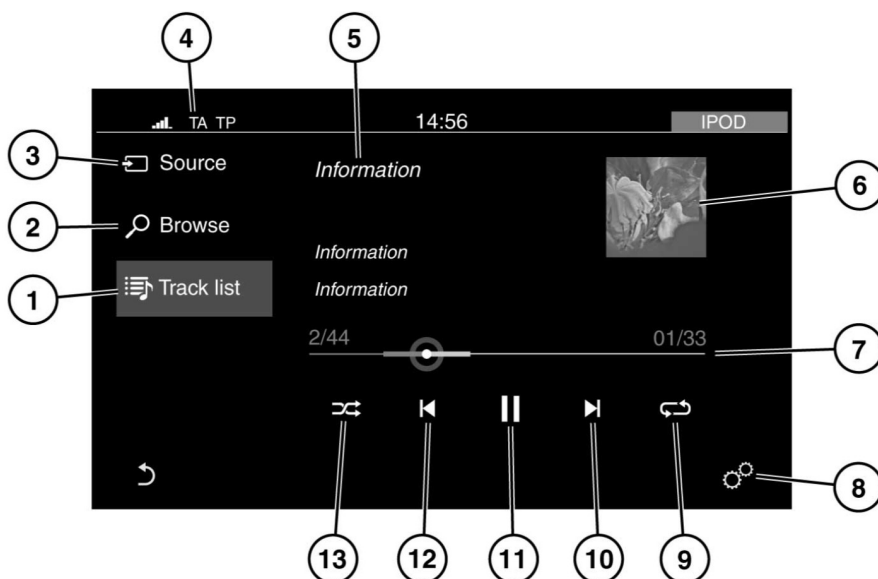 4
5
TA TP
14:56
IPOD
3
Source
Information
6
2
Browse
Information
1
Track list
Information
2/44
01/33
7
8
13
12
11
10
9